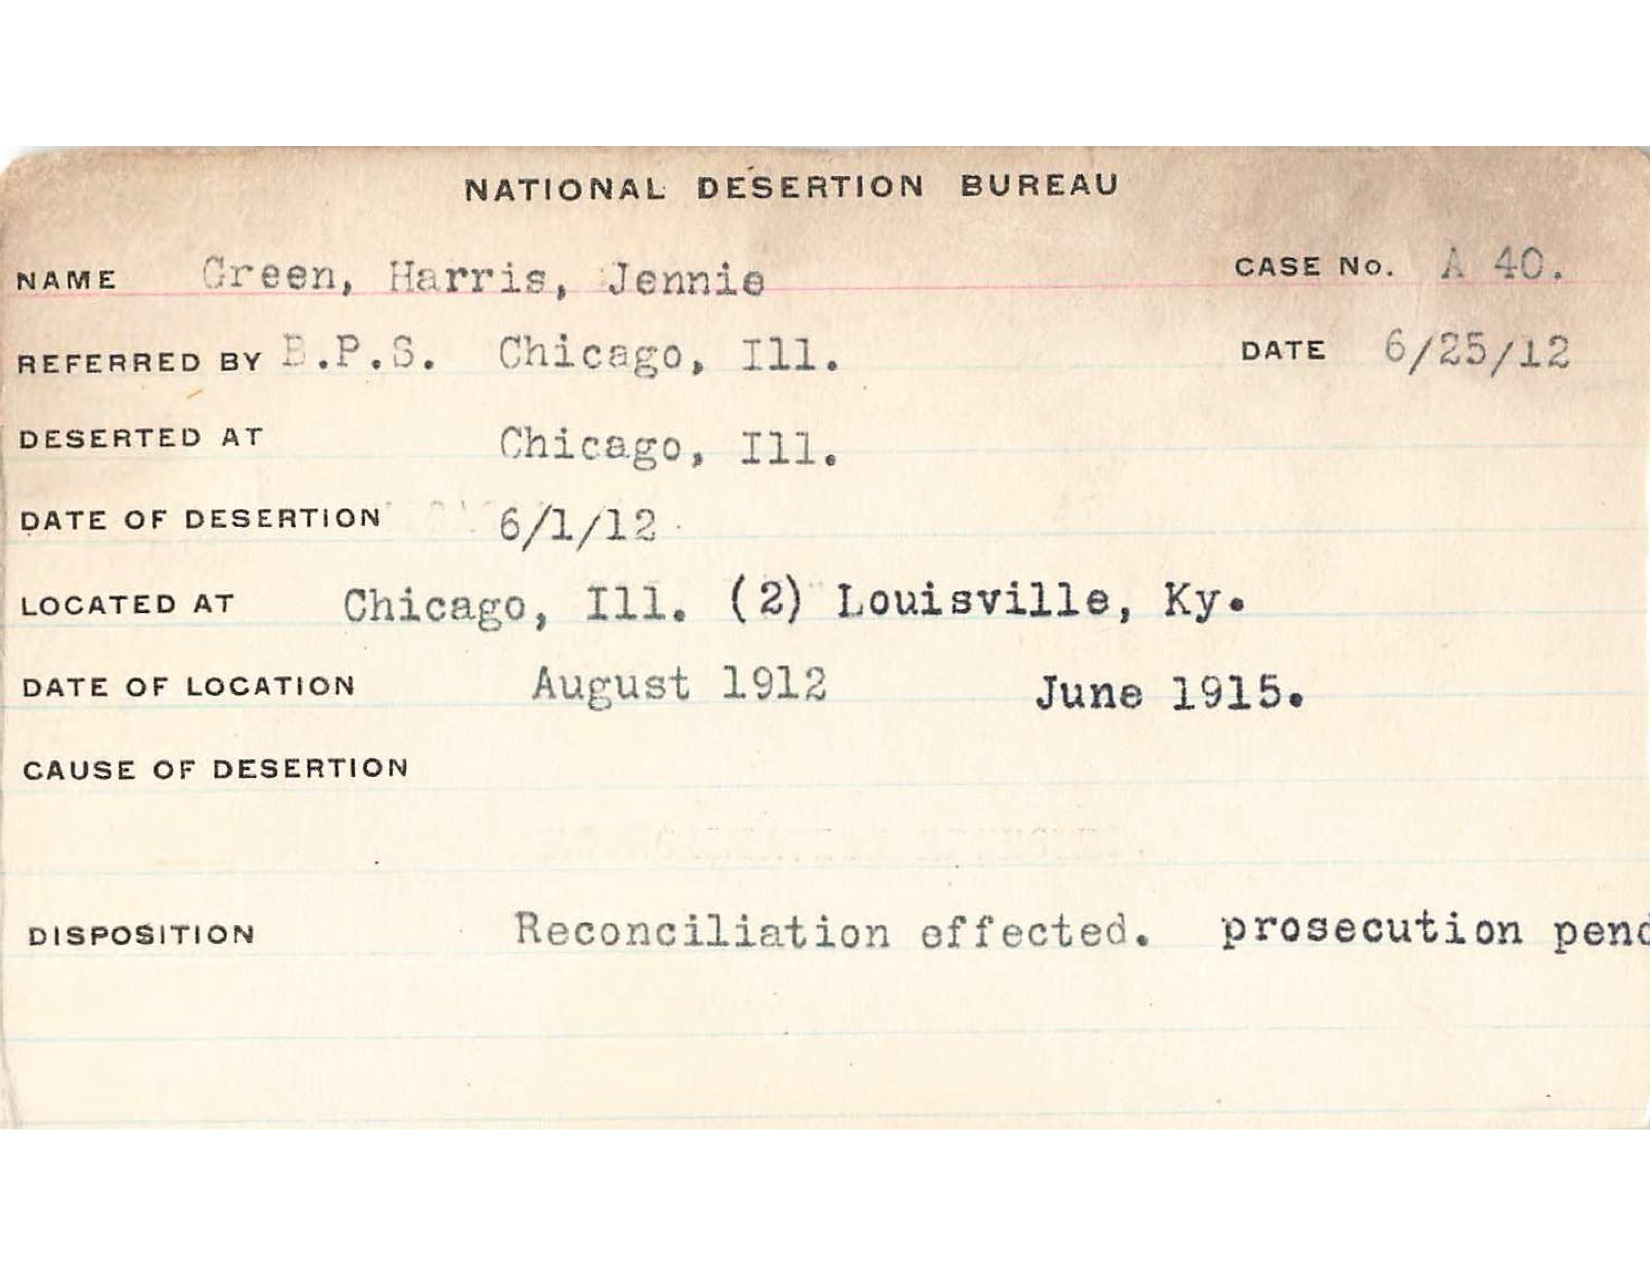 NATIONAL DESERTION BUREAU
NAME Green, Harris, Jennie CASE No. A 40.
REFERRED BY B.P.S. Chicago, Ill. DATE 6/25/12
DESERTED AT Chicago, Ill.
DATE OF DESERTION 6/1/12
LOCATED AT Chicago, Ill. (2) Louisville, Ky.
DATE OF LOCATION August 1912 June 1915.
CAUSE OF DESERTION
DISPOSITION Reconciliation effected. prosecution pend